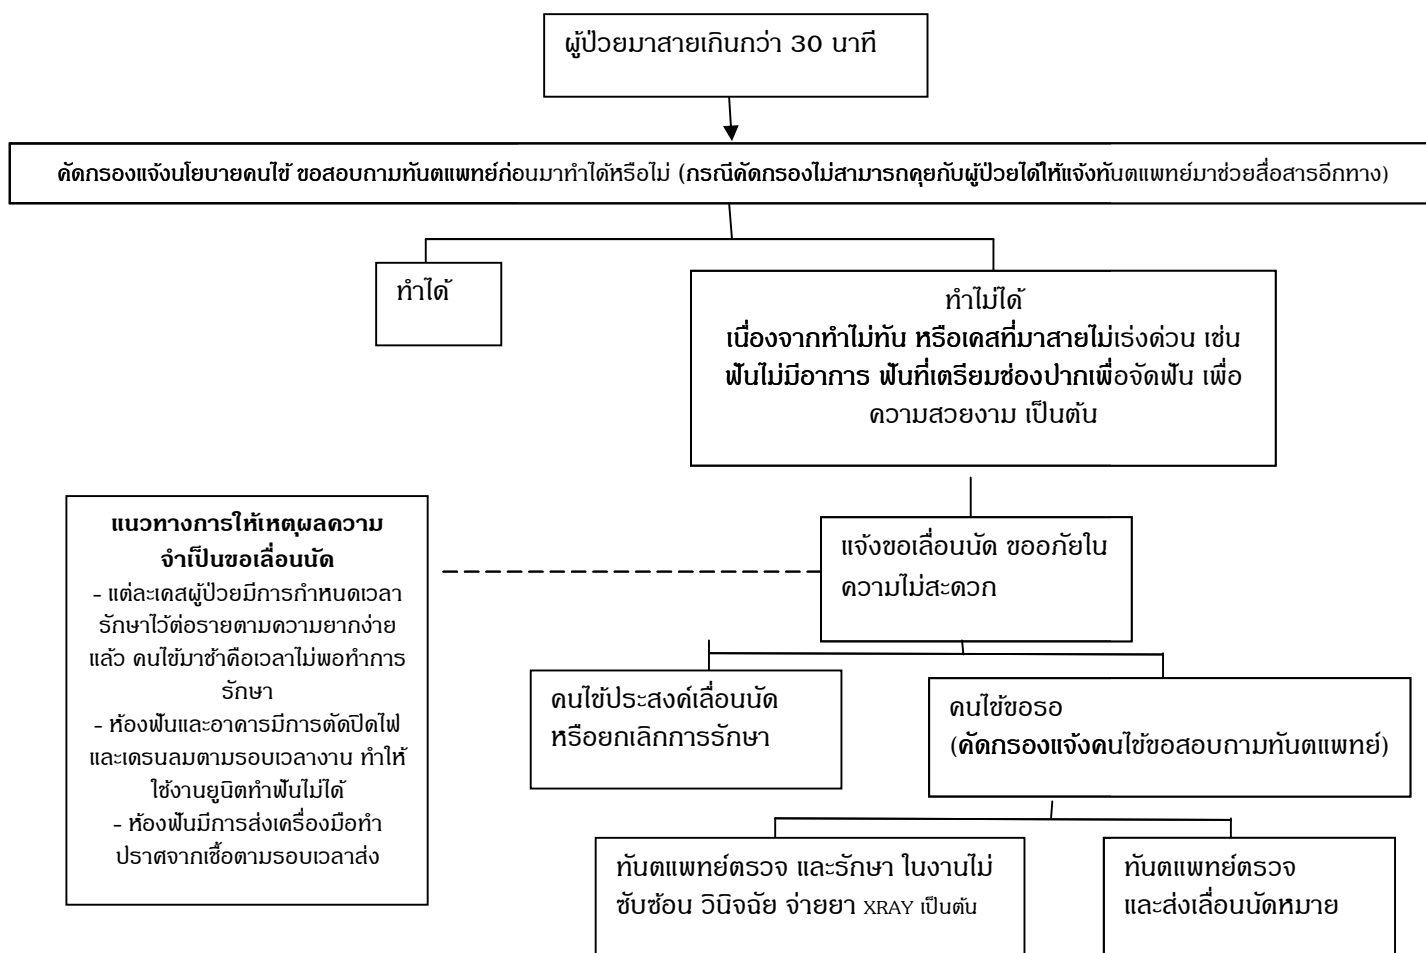 ผู้ป่วยมาสายเกินกว่า 30 นาที
คัดกรองแจ้งนโยบายคนไข้ ขอสอบถามทันตแพทย์ก่อนมาทำได้หรือไม่ (กรณีคัดกรองไม่สามารถคุยกับผู้ป่วยได้ให้แจ้งทันตแพทย์มาช่วยสื่อสารอีกทาง)
ทำได้
ทำไม่ได้
เนื่องจากทำไม่ทัน หรือเคสที่มาสายไม่เร่งด่วน เช่น
ฟันไม่มีอาการ ฟันที่เตรียมช่องปากเพื่อจัดฟัน เพื่อ
ความสวยงาม เป็นต้น
แจ้งขอเลื่อนนัด ขออภัยใน
ความไม่สะดวก
แนวทางการให้เหตุผลความ
จำเป็นขอเลื่อนนัด
- แต่ละเคสผู้ป่วยมีการกำหนดเวลา
รักษาไว้ต่อรายตามความยากง่าย
แล้ว คนไข้มาช้าคือเวลาไม่พอทำการ
รักษา
- ห้องฟันและอาคารมีการตัดปิดไฟ
และเดรนลมตามรอบเวลางาน ทำให้
ใช้งานยูนิตทำฟันไม่ได้
- ห้องฟันมีการส่งเครื่องมือทำ
ปราศจากเชื้อตามรอบเวลาส่ง
คนไข้ประสงค์เลื่อนนัด
หรือยกเลิกการรักษา
คนไข้ขอรอ
(คัดกรองแจ้งคนไข้ขอสอบถามทันตแพทย์)
ทันตแพทย์ตรวจ และรักษา ในงานไม่
ซับซ้อน วินิจฉัย จ่ายยา XRAY เป็นต้น
ทันตแพทย์ตรวจ
และส่งเลื่อนนัดหมาย